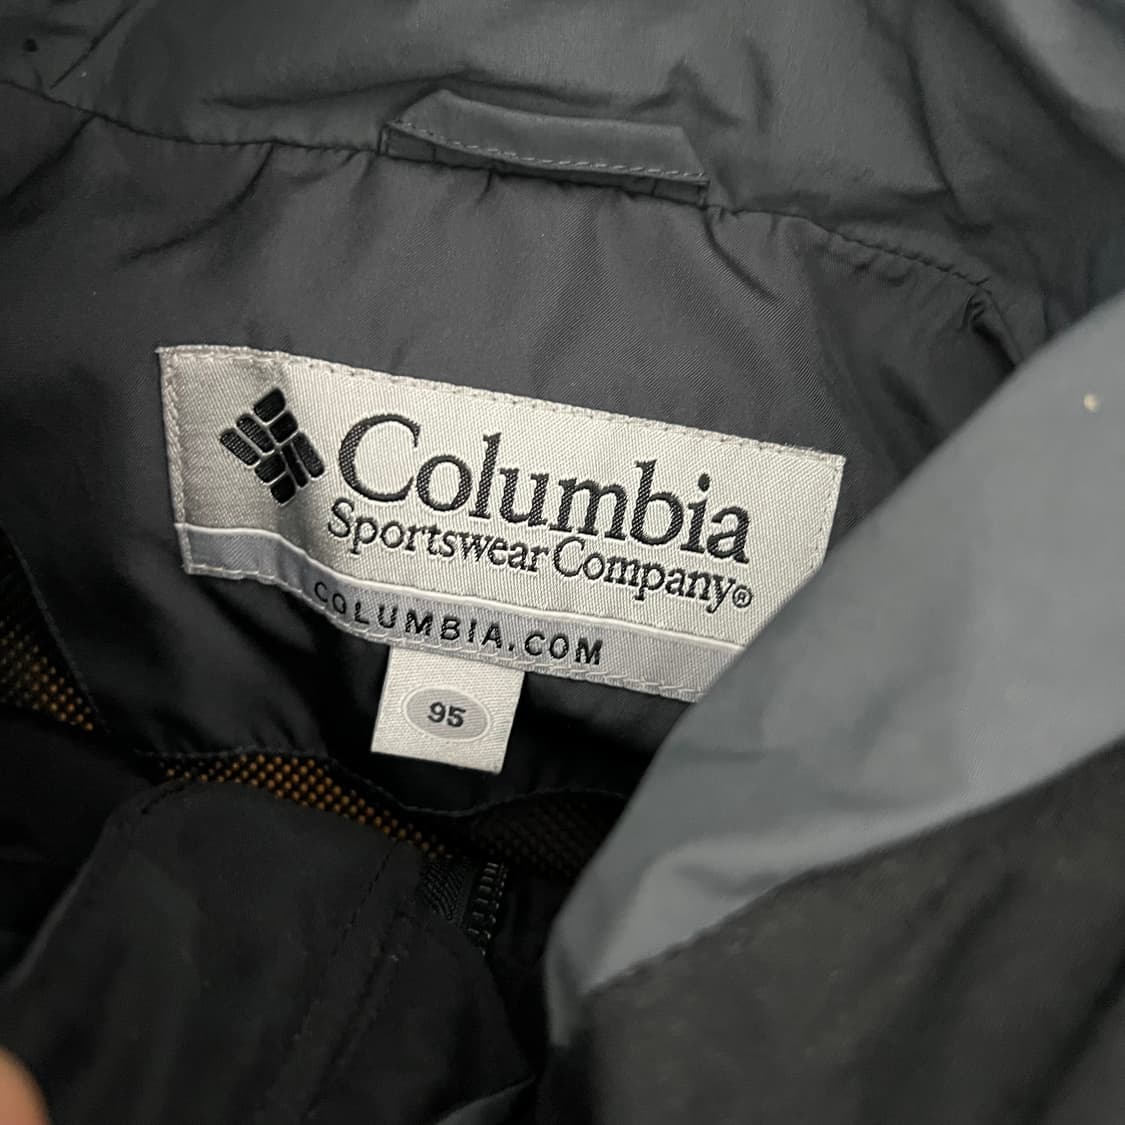 Columbia
Sportswear Company®
COLUMBIA.COM
95